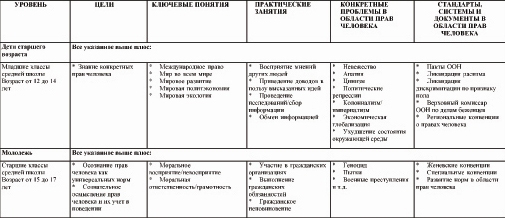 УРОВЕНЬ
ЦЕЛИ
КЛЮЧЕВЫЕ ПОНЯТИЯ
ПРАКТИЧЕСКИЕ
ЗАНЯТИЯ
КОНКРЕТНЫЕ
ПРОБЛЕМЫ В
ОБЛАСТИ ПРАВ
ЧЕЛОВЕКА
СТАНДАРТЫ,
СИСТЕМЫ И
ДОКУМЕНТЫ В
ОБЛАСТИ ПРАВ
ЧЕЛОВЕКА
Дети старшего
возраста
Все указанное выше плюс:
Младшие классы
средней школы
Возраст от 12 до 14
лет
* Знание конкретных
прав человека
* Международное право
* Мир во всем мире
* Мировое развитие
* Мировая политэкономия
* Мировая экология
* Восприятие мнений
других людей
* Приведение доводов в
пользу высказанных идей
* Проведение
исследований/сбор
информации
* Обмен информацией
* Невежество
* Апатия
* Цинизм
* Политические
репрессии
* Колониализм/
империализм
* Экономическая
глобализация
* Ухудшение состояния
окружающей среды
* Пакты ООН
* Ликвидация расизма
* Ликвидация
дискриминации по признаку
пола
* Верховный комиссар
ООН по делам беженцев
* Региональные конвенции
о правах человека
Молодежь
Все указанное выше плюс:
Старшие классы
средней школы
Возраст от 15 до 17
лет
* Осознание прав
человека как
универсальных норм
* Сознательное
осмысление прав
человека и их учет в
поведении
* Моральное
восприятие/невосприятие
* Моральная
ответственность/грамотность
* Участие в гражданских
организациях
* Выполнение
гражданских
обязанностей
* Гражданское
неповиновение
* Геноцид
* Пытки
* Военные преступления и
т.д.
* Женевские конвенции
* Специальные конвенции
* Развитие норм в области
прав человека